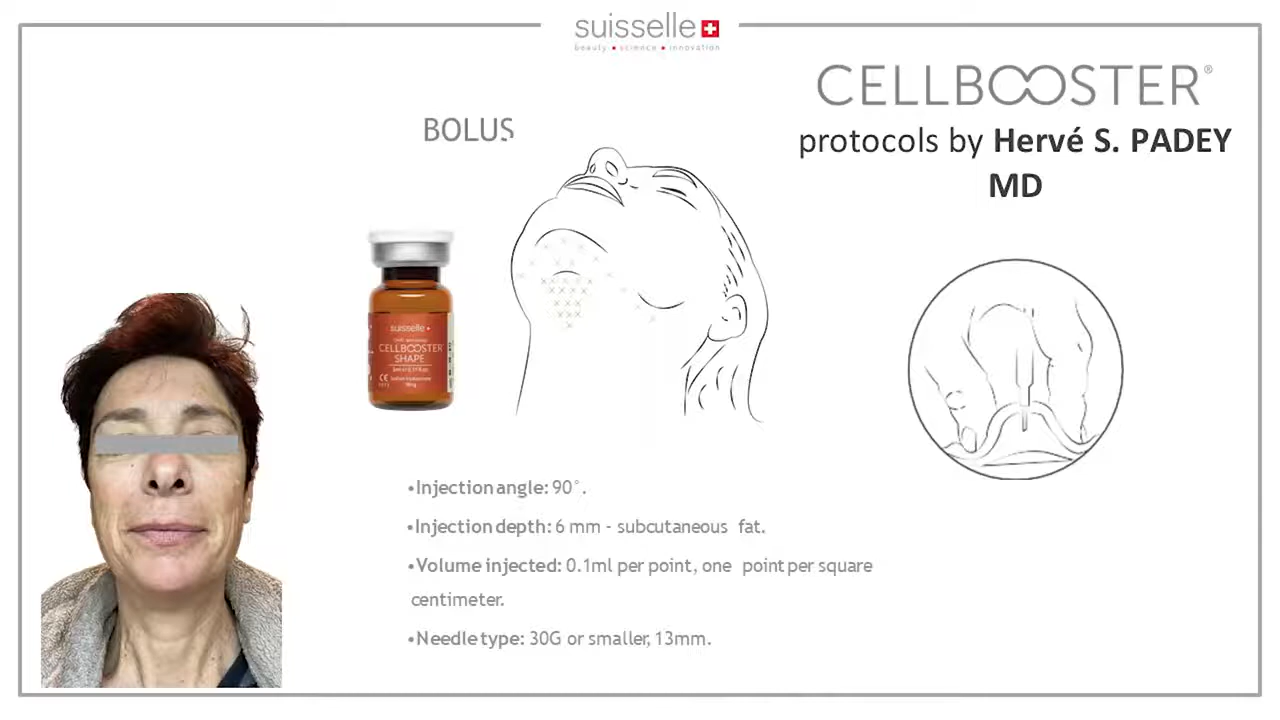 suisselle
beauty • science • innovation
CELLBOOSTER®
protocols by Hervé S. PADEY
MD
BOLUS
suisselle
CELLBOOSTER
SHAPE
CE
•Injection angle: 90°.
•Injection depth: 6 mm - subcutaneous fat.
•Volume injected: 0.1ml per point, one point per square
centimeter.
•Needle type: 30G or smaller, 13mm.